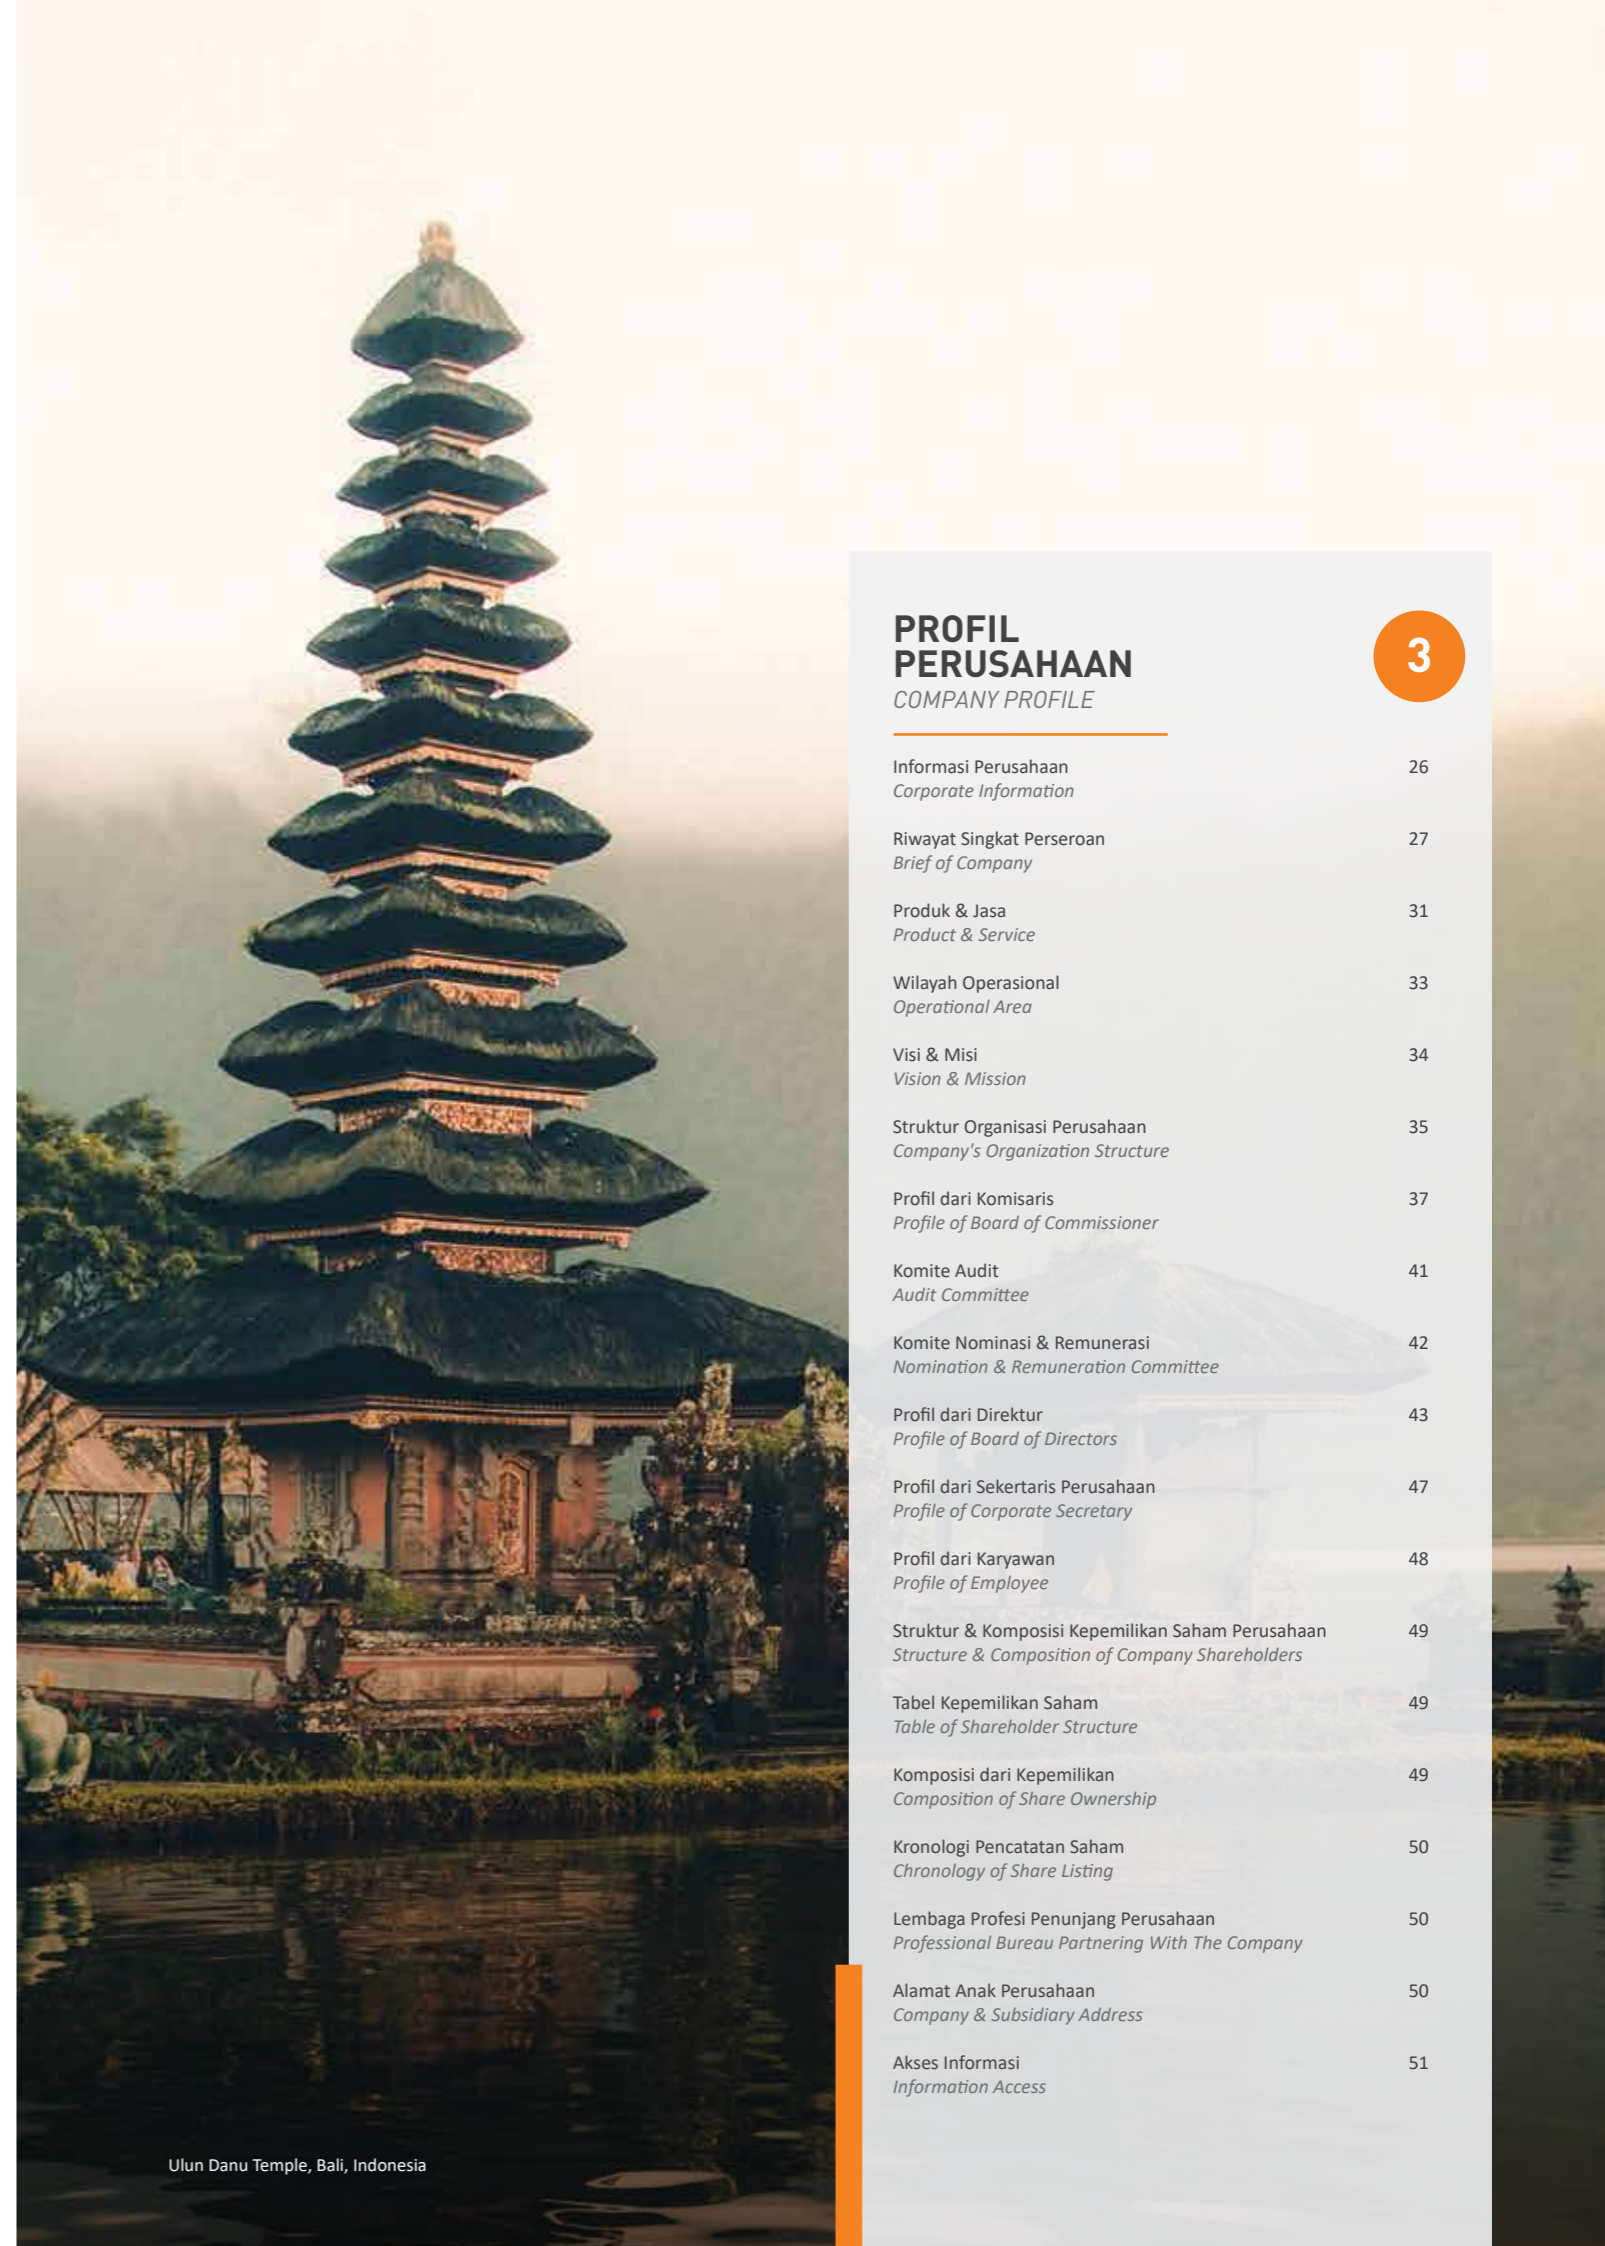 PROFIL
PERUSAHAAN
COMPANY PROFILE
3
Informasi Perusahaan 26
Corporate Information
Riwayat Singkat Perseroan 27
Brief of Company
Produk & Jasa 31
Product & Service
Wilayah Operasional 33
Operational Area
Visi & Misi 34
Vision & Mission
Struktur Organisasi Perusahaan 35
Company's Organization Structure
Profil dari Komisaris 37
Profile of Board of Commissioner
Komite Audit 41
Audit Committee
Komite Nominasi & Remunerasi 42
Nomination & Remuneration Committee
Profil dari Direktur 43
Profile of Board of Directors
Profil dari Sekertaris Perusahaan 47
Profile of Corporate Secretary
Profil dari Karyawan 48
Profile of Employee
Struktur & Komposisi Kepemilikan Saham Perusahaan 49
Structure & Composition of Company Shareholders
Tabel Kepemilikan Saham 49
Table of Shareholder Structure
Komposisi dari Kepemilikan 49
Composition of Share Ownership
Kronologi Pencatatan Saham 50
Chronology of Share Listing
Lembaga Profesi Penunjang Perusahaan 50
Professional Bureau Partnering With The Company
Alamat Anak Perusahaan 50
Company & Subsidiary Address
Akses Informasi 51
Information Access
Ulun Danu Temple, Bali, Indonesia